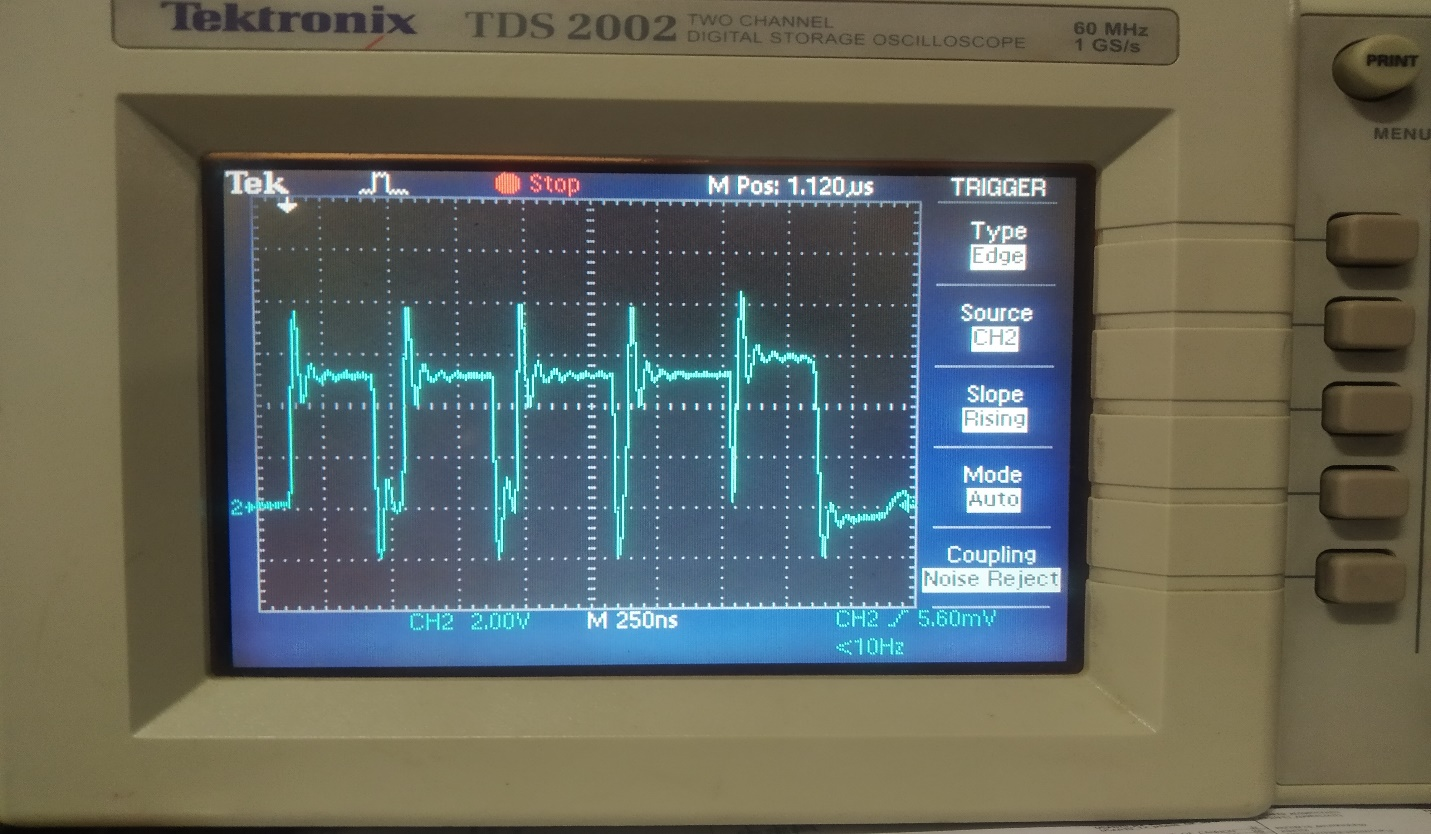 Tektronix TDS 2002 TWO CHANNEL
DIGITAL STORAGE OSCILLOSCOPE
60 MHz
1 GS/s
PRINT
MENU
Tek Stop M Pos: 1.120µs TRIGGER
Type
Edge
Source
CH2
Slope
Rising
Mode
Auto
Coupling
Noise Reject
2
CH2 2.00V M 250ns CH2 5.60mV
<10Hz